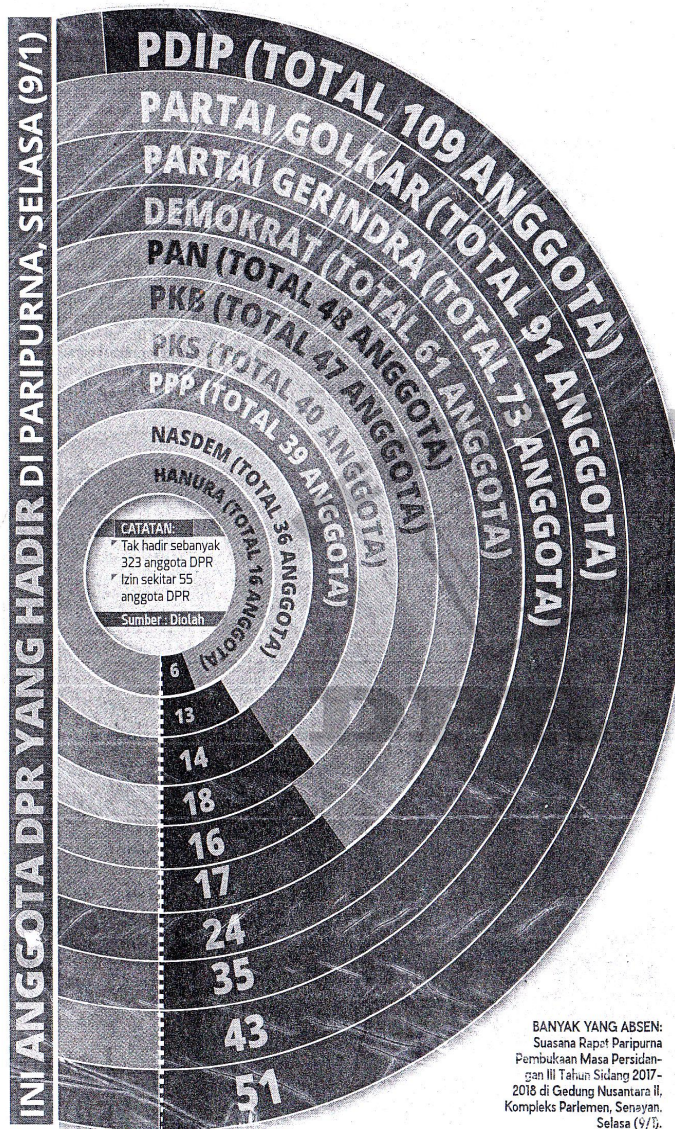 INI ANGGOTA DPR YANG HADIR DI PARIPURNA, SELASA (9/1)
PDIP (TOTAL 109 ANGGOTA)
PARTAI GOLKAR (TOTAL 91 ANGGOTA)
PARTAI GERINDRA (TOTAL 73 ANGGOTA)
DEMOKRAT (TOTAL 61 ANGGOTA)
PAN (TOTAL 48 ANGGOTA)
PKB (TOTAL 47 ANGGOTA)
PKS (TOTAL 40 ANGGOTA)
PPP (TOTAL 39 ANGGOTA)
NASDEM (TOTAL 36 ANGGOTA)
HANURA (TOTAL 16 ANGGOTA)
CATATAN:
Tak hadir sebanyak
323 anggota DPR
Izin sekitar 55
anggota DPR
Sumber : Diolah
6
13
14
18
16
17
24
35
43
51
BANYAK YANG ABSEN:
Suasana Rapat Paripurna
Pembukaan Masa Persidan-
gan III Tahun Sidang 2017-
2018 di Gedung Nusantara II,
Kompleks Parlemen, Senayan,
Selasa (9/1).